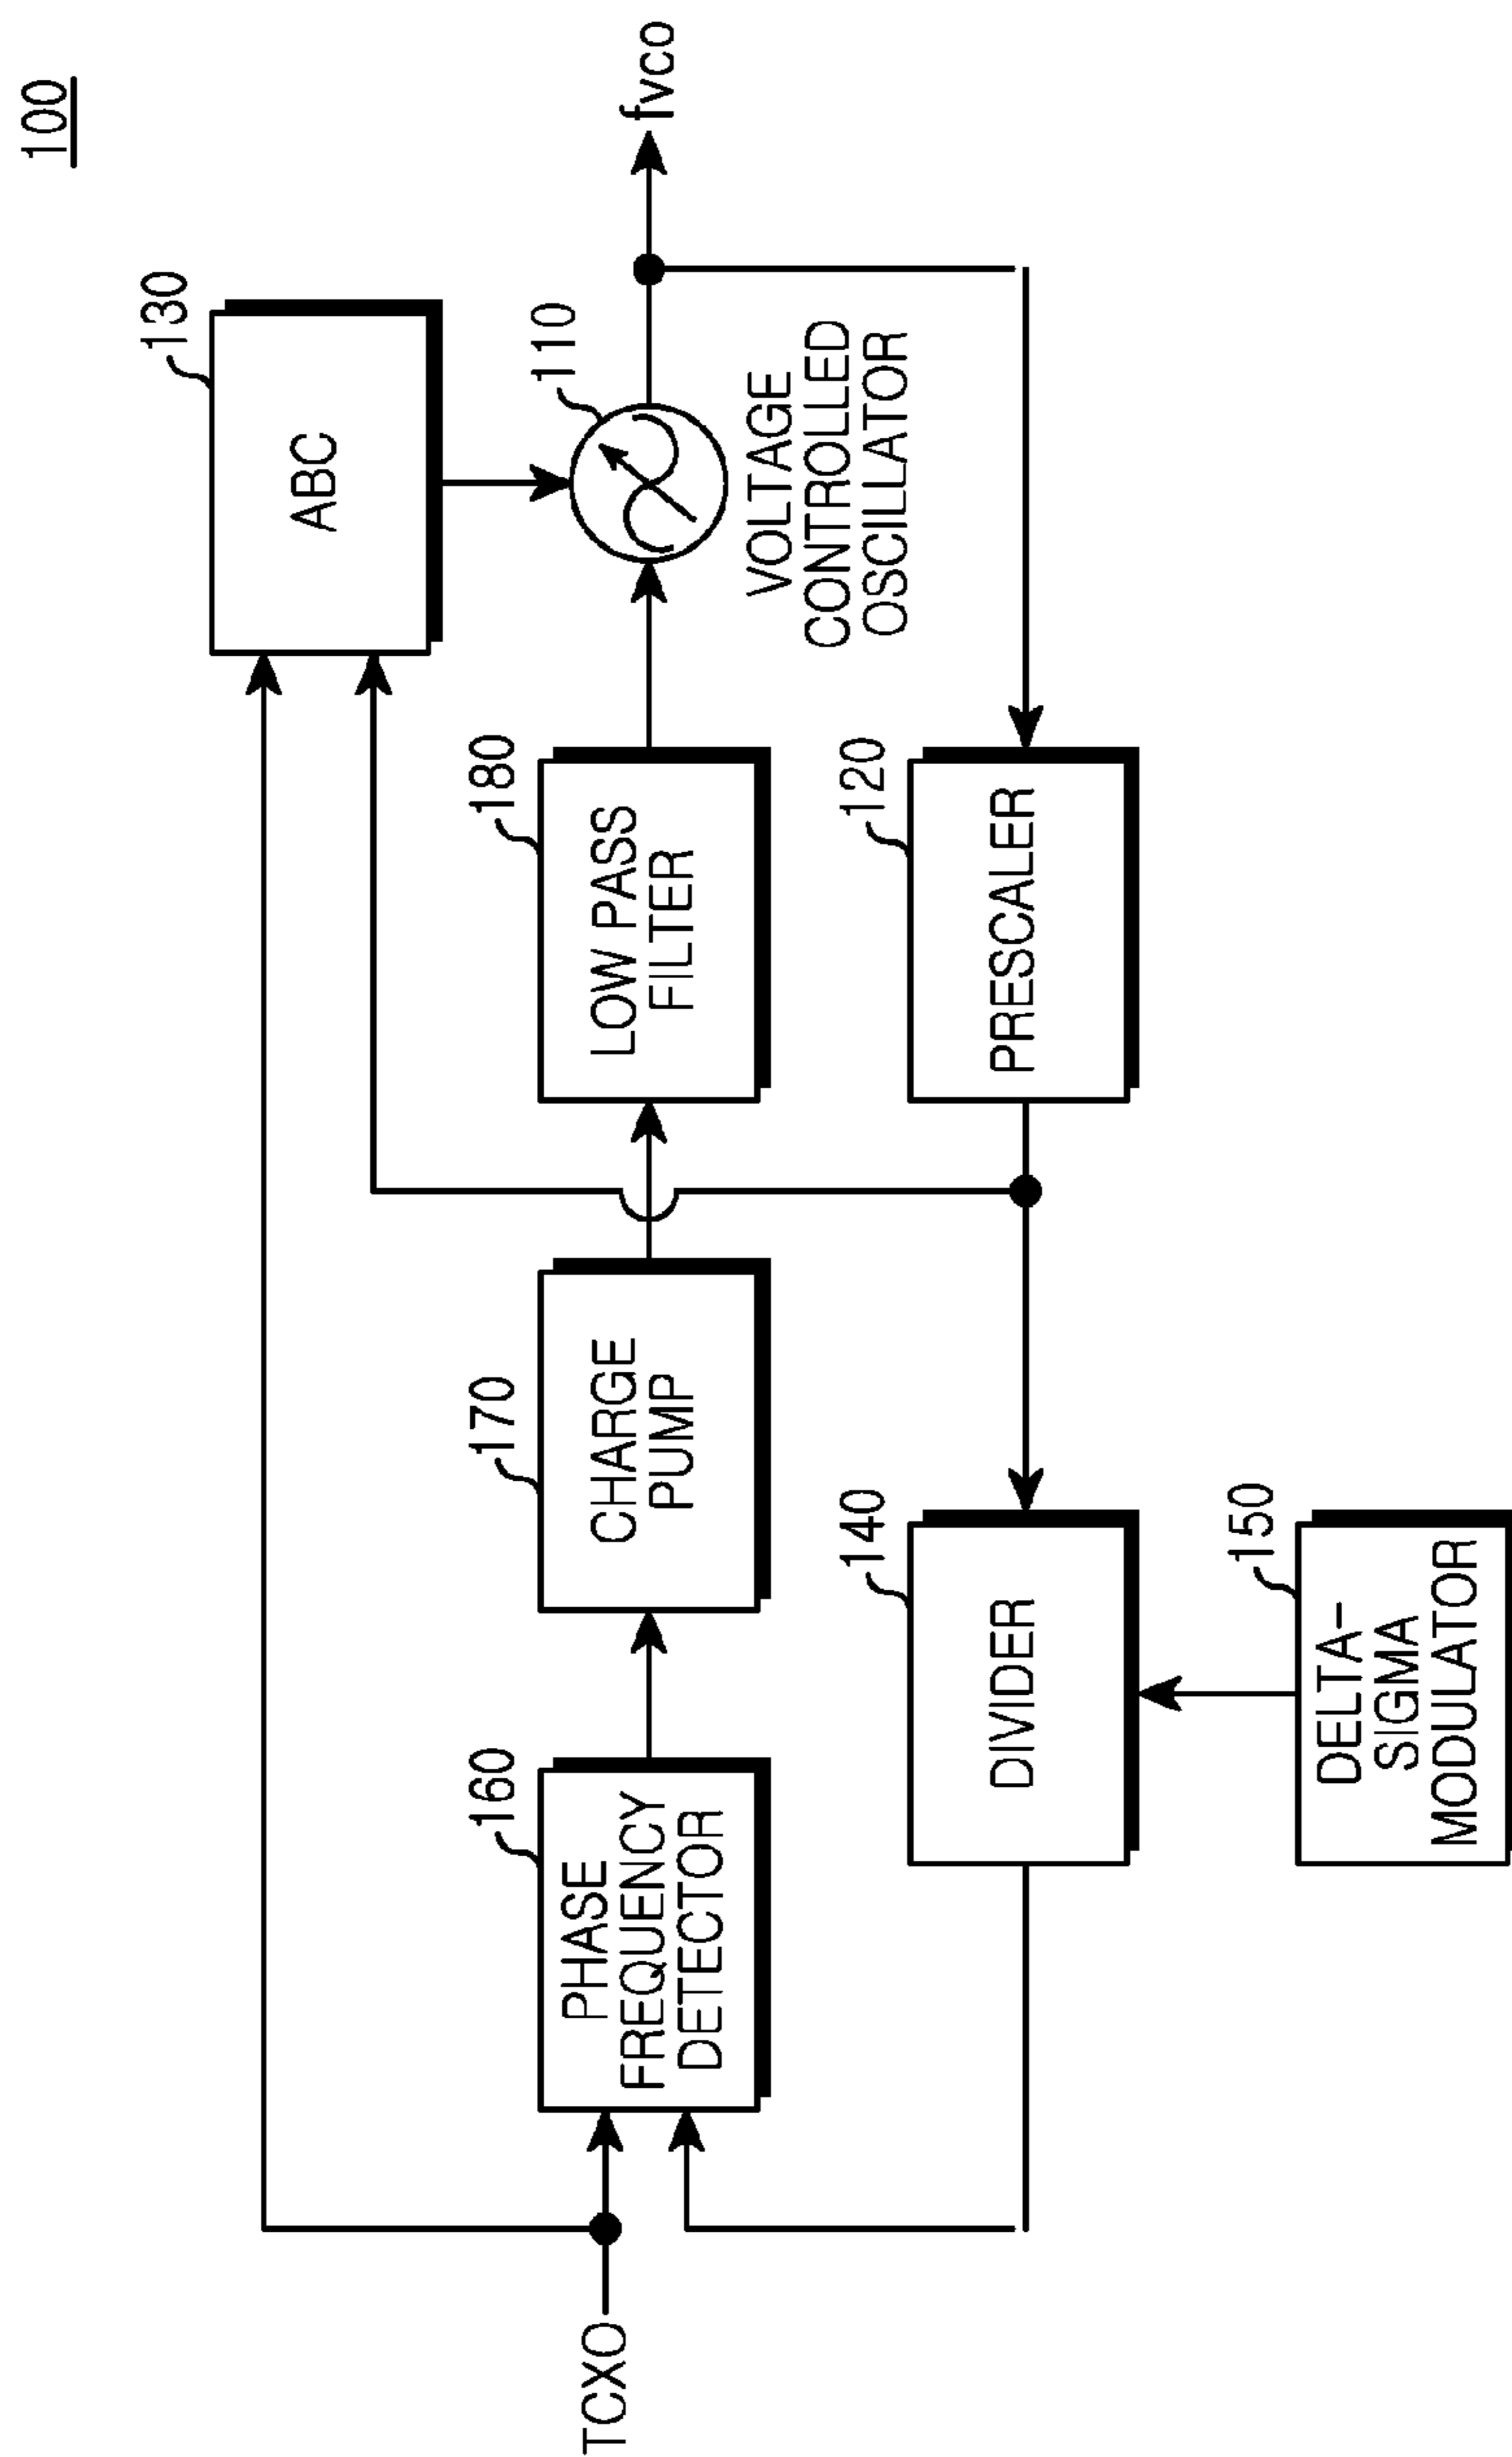 100
130
ABC
110
fvco
VOLTAGE
CONTROLLED
OSCILLATOR
160
PHASE
FREQUENCY
DETECTOR
170
CHARGE
PUMP
180
LOW PASS
FILTER
TCXO
140
DIVIDER
120
PRESCALER
150
DELTA-
SIGMA
MODULATOR